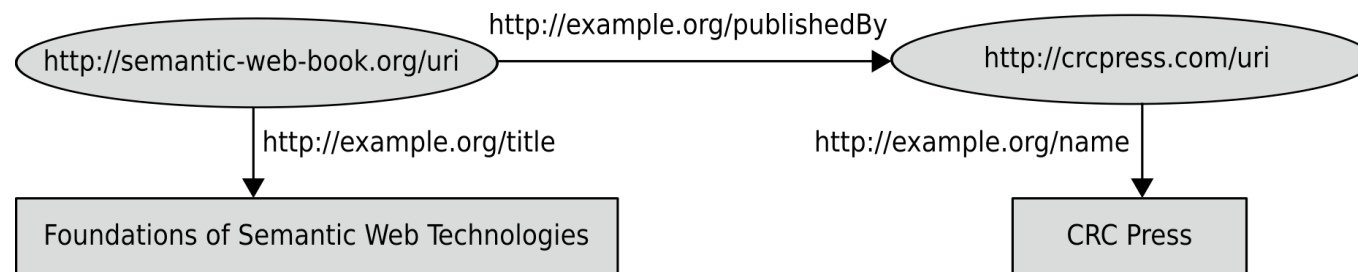 http://example.org/publishedBy
http://semantic-web-book.org/uri
http://crcpress.com/uri
http://example.org/title
http://example.org/name
Foundations of Semantic Web Technologies
CRC Press